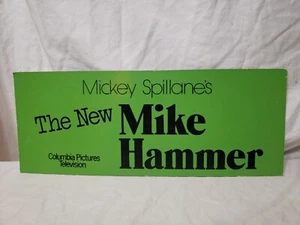 Mickey Spillane's
The New Mike
Hammer
Columbia Pictures
Television